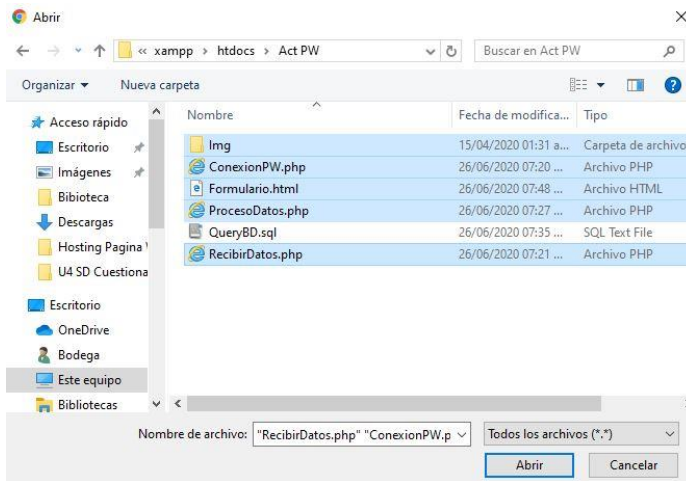 Abrir
« xampp > htdocs > Act PW
Buscar en Act PW
Organizar
Nueva carpeta
Acceso rápido
Escritorio
Imágenes
Bibioteca
Descargas
Hosting Pagina
U4 SD Cuestiona
Escritorio
OneDrive
Bodega
Este equipo
Bibliotecas
Nombre Fecha de modifica... Tipo
Img 15/04/2020 01:31 a... Carpeta de archivo
ConexionPW.php 26/06/2020 07:20 ... Archivo PHP
Formulario.html 26/06/2020 07:48 ... Archivo HTML
ProcesoDatos.php 26/06/2020 07:27 ... Archivo PHP
QueryBD.sql 26/06/2020 07:35 ... SQL Text File
RecibirDatos.php 26/06/2020 07:21 ... Archivo PHP
Nombre de archivo: "RecibirDatos.php" "ConexionPW.p
Todos los archivos (*.*)
Abrir Cancelar